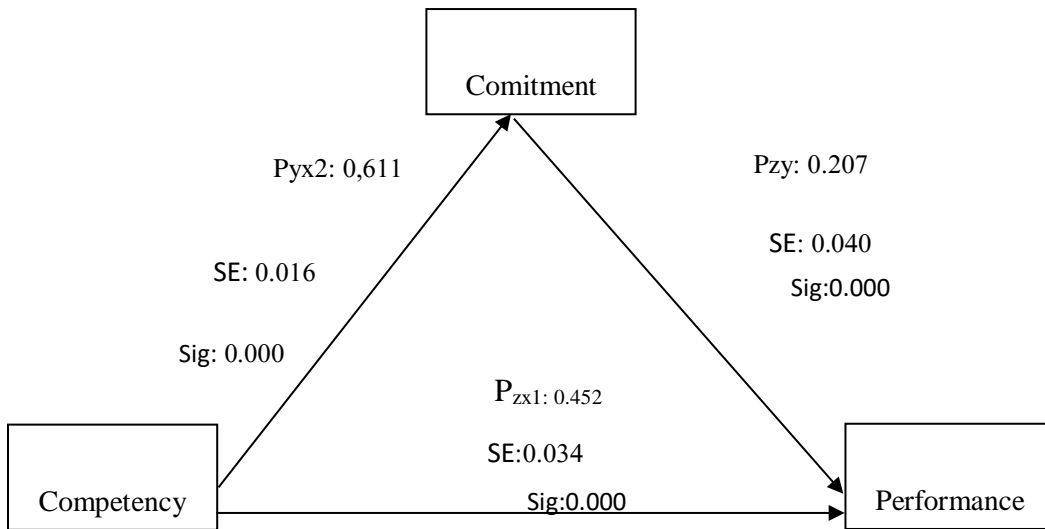 Comitment
Pyx2: 0,611
Pzy: 0.207
SE: 0.040
SE: 0.016
Sig:0.000
Sig: 0.000
Pzx1: 0.452
SE:0.034
Sig:0.000
Competency
Performance